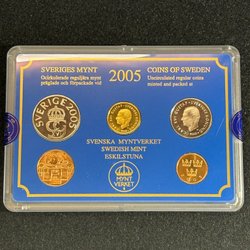 SVERIGES MYNT
Ocirkulerade reguljära mynt
präglade och förpackade vid
2005
COINS OF SWEDEN
Uncirculated regular coins
minted and packed at
SVERIGE 2005
SVENSKA MYNTVERKET
SWEDISH MINT
ESKILSTUNA
MYNT
VERKET